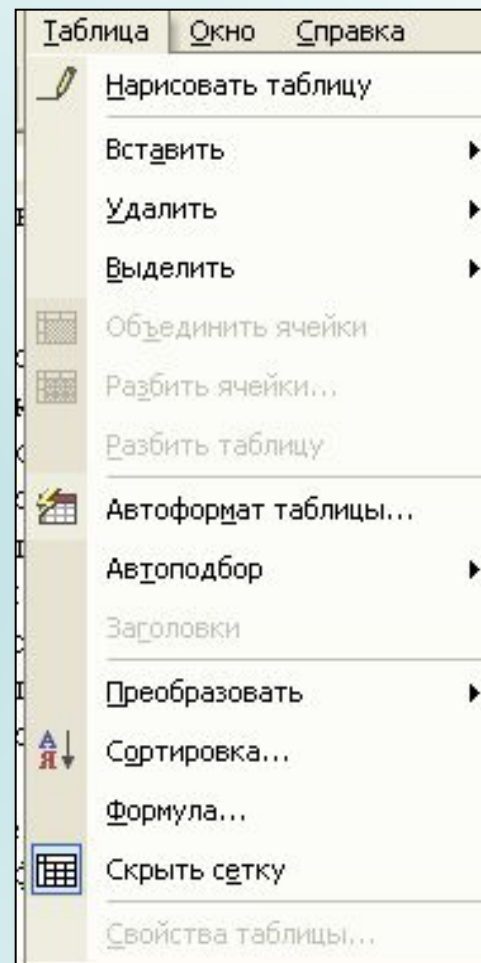 Таблица Окно Справка
Нарисовать таблицу
Вставить
Удалить
Выделить
Объединить ячейки
Разбить ячейки...
Разбить таблицу
Автоформат таблицы...
Автоподбор
Заголовки
Преобразовать
Сортировка...
Формула...
Скрыть сетку
Свойства таблицы...